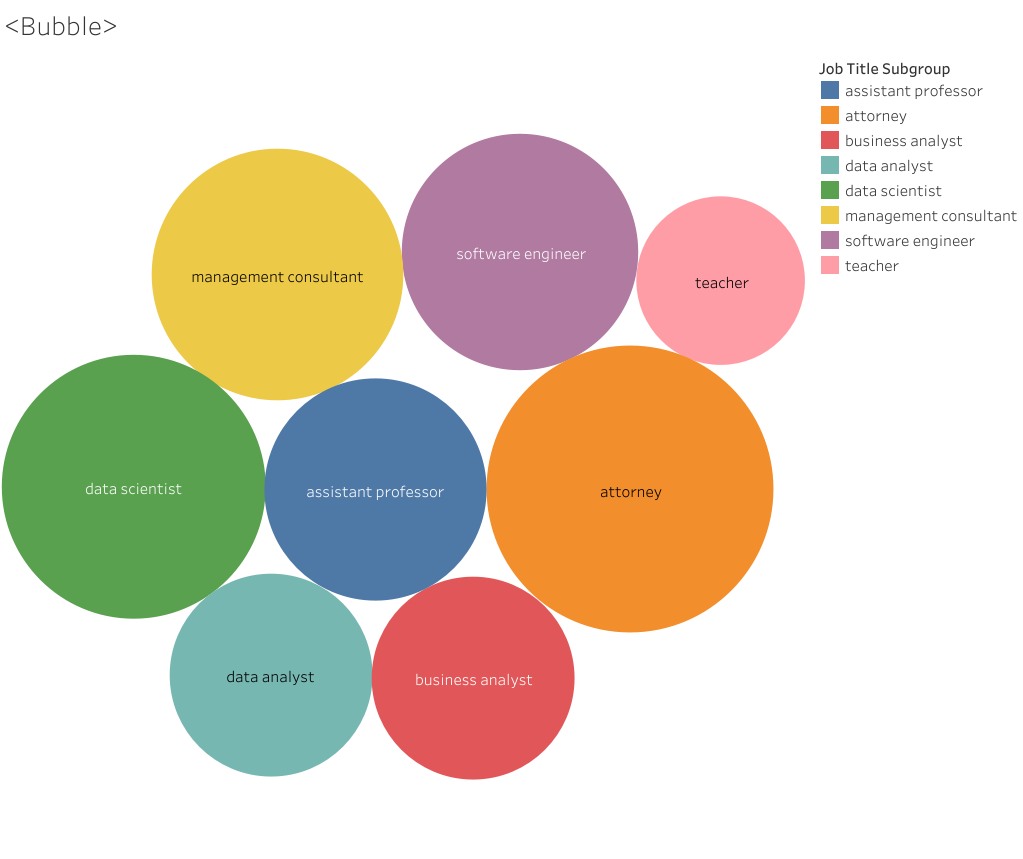 <Bubble>
Job Title Subgroup
assistant professor
attorney
business analyst
data analyst
data scientist
management consultant
software engineer
teacher
management consultant
software engineer
teacher
data scientist
assistant professor
attorney
data analyst
business analyst